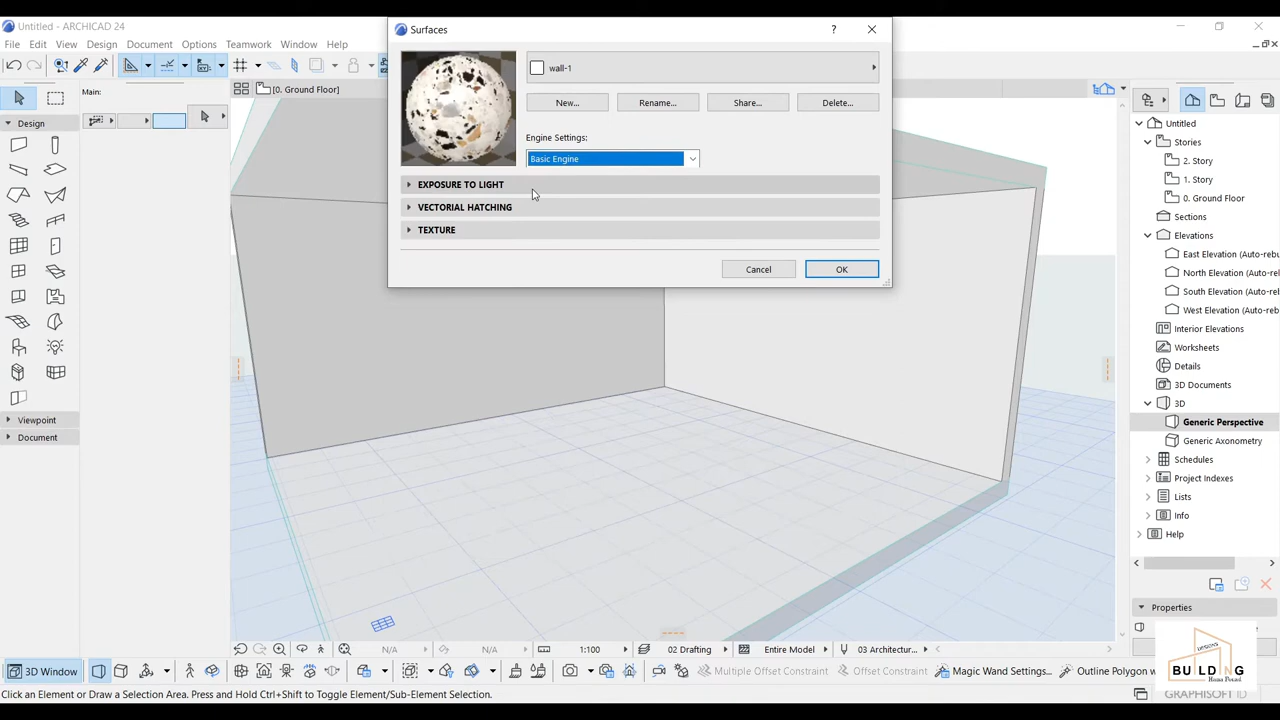 Untitled - ARCHICAD 24
File Edit View Design Document Options Teamwork Window Help
Surfaces
?
wall-1
New... Rename... Share... Delete...
Engine Settings:
Basic Engine
EXPOSURE TO LIGHT
VECTORIAL HATCHING
TEXTURE
Cancel OK
Main:
[0. Ground Floor]
Design
Viewpoint
Document
Untitled
Stories
2. Story
1. Story
0. Ground Floor
Sections
Elevations
East Elevation (Auto-rebu
North Elevation (Auto-reb
South Elevation (Auto-reb
West Elevation (Auto-reb
Interior Elevations
Worksheets
Details
3D Documents
3D
Generic Perspective
Generic Axonometry
Schedules
Project Indexes
Lists
Info
Help
Properties
N/A N/A 1:100 02 Drafting Entire Model 03 Architectur...
3D Window Multiple Offset Constraint Offset Constraint Magic Wand Settings... Outline Polygon w
Click an Element or Draw a Selection Area. Press and Hold Ctrl+Shift to Toggle Element/Sub-Element Selection.
BUILDING
GRAPHISOFT ID